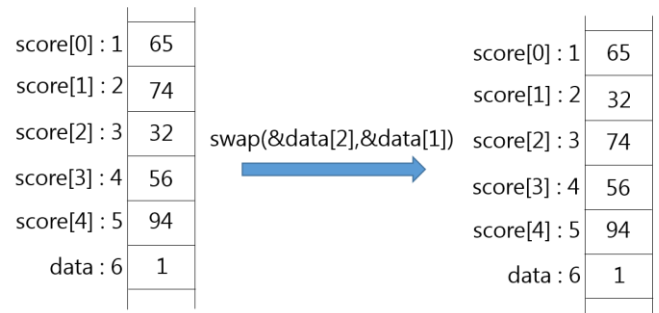 score[0] : 1 65
score[1] : 2 74
score[2] : 3 32
score[3] : 4 56
score[4] : 5 94
data : 6 1
swap(&data[2],&data[1])
score[0] : 1 65
score[1] : 2 32
score[2] : 3 74
score[3] : 4 56
score[4] : 5 94
data : 6 1